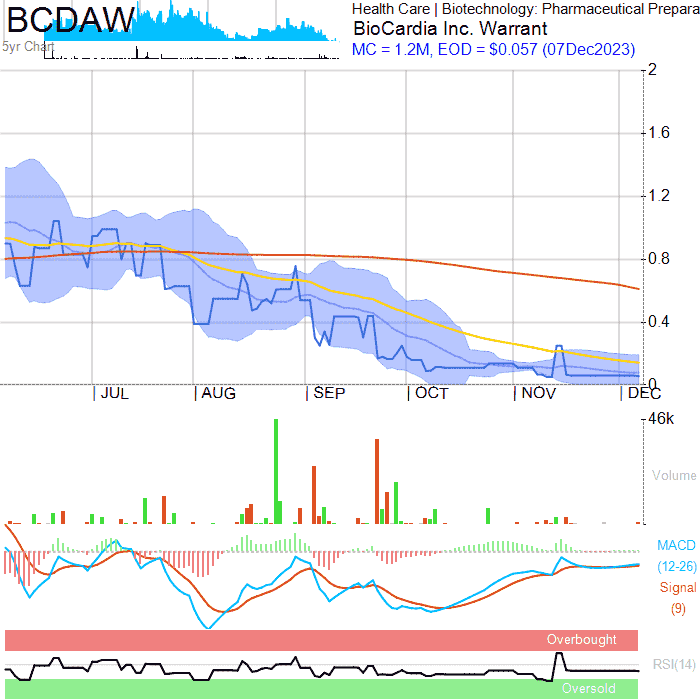 BCDAW
5yr Chart
Health Care | Biotechnology: Pharmaceutical Prepara
BioCardia Inc. Warrant
MC = 1.2M, EOD = $0.057 (07Dec2023)
2
1.6
1.2
0.8
0.4
0
JUL AUG SEP OCT NOV DEC
46k
Volume
MACD
(12-26)
Signal
(9)
Overbought
RSI(14)
Oversold